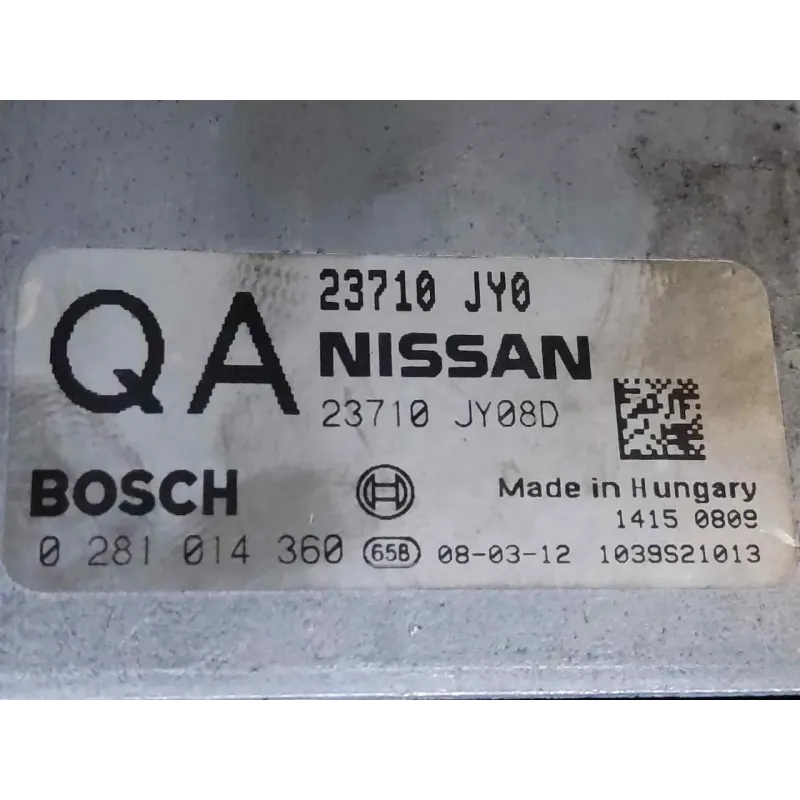 QA
23710 JY0
NISSAN
23710 JY08D
BOSCH
Made in Hungary
1415 0809
0 281 014 360 658 08-03-12 1039S21013